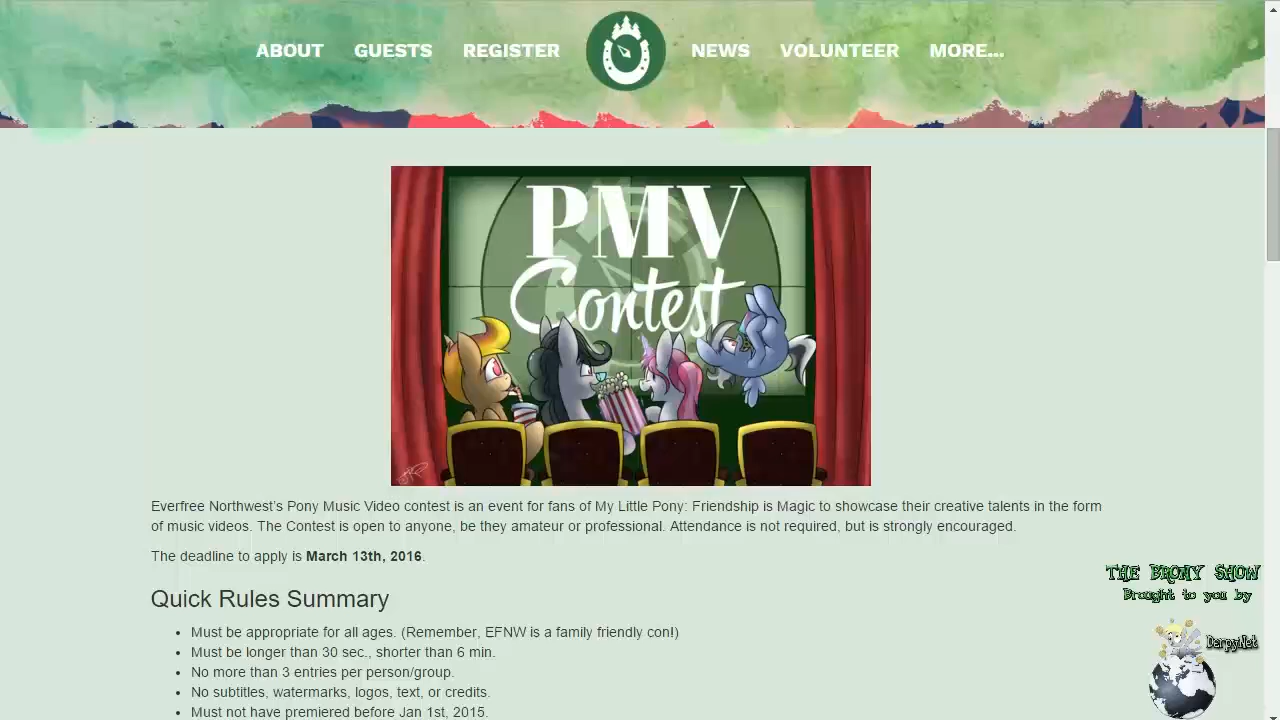 ABOUT GUESTS REGISTER NEWS VOLUNTEER MORE...
PMV
Contest
Everfree Northwest's Pony Music Video contest is an event for fans of My Little Pony: Friendship is Magic to showcase their creative talents in the form
of music videos. The Contest is open to anyone, be they amateur or professional. Attendance is not required, but is strongly encouraged.
The deadline to apply is March 13th, 2016.
Quick Rules Summary
• Must be appropriate for all ages. (Remember, EFNW is a family friendly con!)
• Must be longer than 30 sec., shorter than 6 min.
• No more than 3 entries per person/group.
• No subtitles, watermarks, logos, text, or credits.
• Must not have premiered before Jan 1st, 2015.
THE BRONY SHOW
Brought to you by
DerpyNet